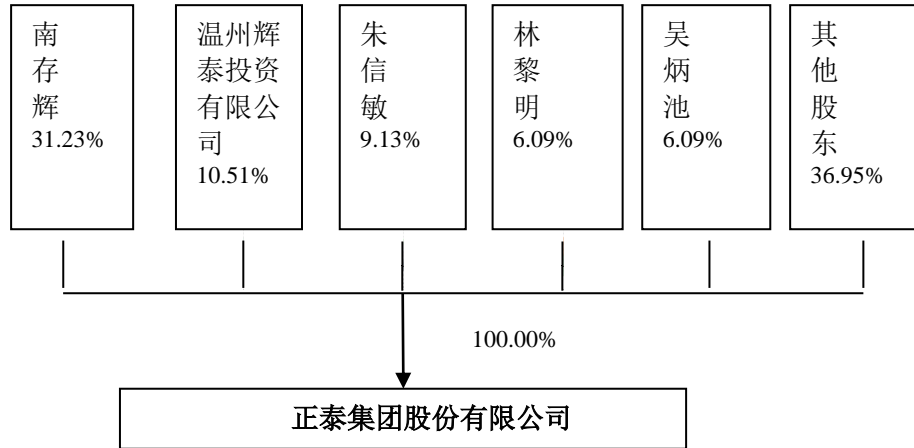 南
存
辉
31.23%
温州辉
泰投资
有限公
司
10.51%
朱
信
敏
9.13%
林
黎
明
6.09%
吴
炳
池
6.09%
其
他
股
东
36.95%
100.00%
正泰集团股份有限公司